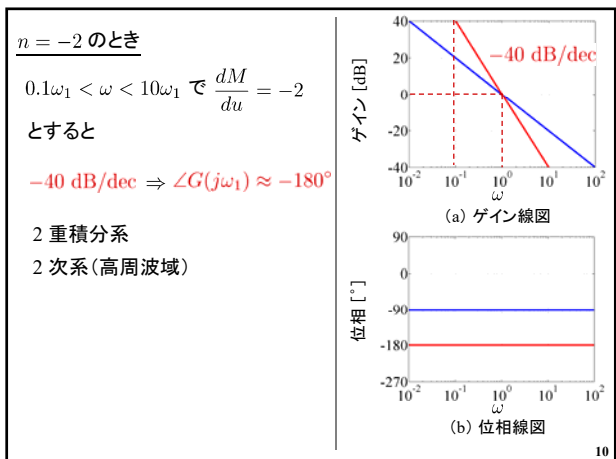 n = −2 のとき
0.1ω₁ < ω < 10ω₁ で dM/du = −2
とすると
−40 dB/dec ⇒ ∠G(jω₁) ≈ −180°
2 重積分系
2 次系(高周波域)
ゲイン [dB]
40
20
0
-20
-40
−40 dB/dec
10⁻² 10⁻¹ 10⁰ 10¹ 10²
ω
(a) ゲイン線図
位相 [°]
90
0
-90
-180
-270
10⁻² 10⁻¹ 10⁰ 10¹ 10²
ω
(b) 位相線図
10